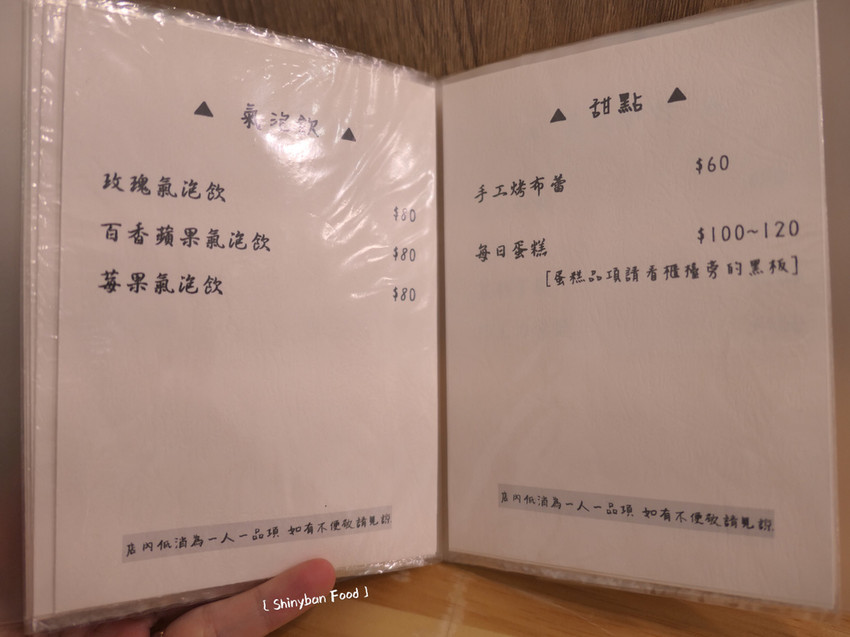 ▲ 氣泡飲 ▲
玫瑰氣泡飲 $80
百香蘋果氣泡飲 $80
莓果氣泡飲 $80
店內低消為一人一品項 如有不便敬請見諒
▲ 甜點 ▲
手工烤布蕾 $60
每日蛋糕 $100~120
[蛋糕品項請看櫃檯旁的黑板]
店內低消為一人一品項 如有不便敬請見諒
[ Shinyban Food ]